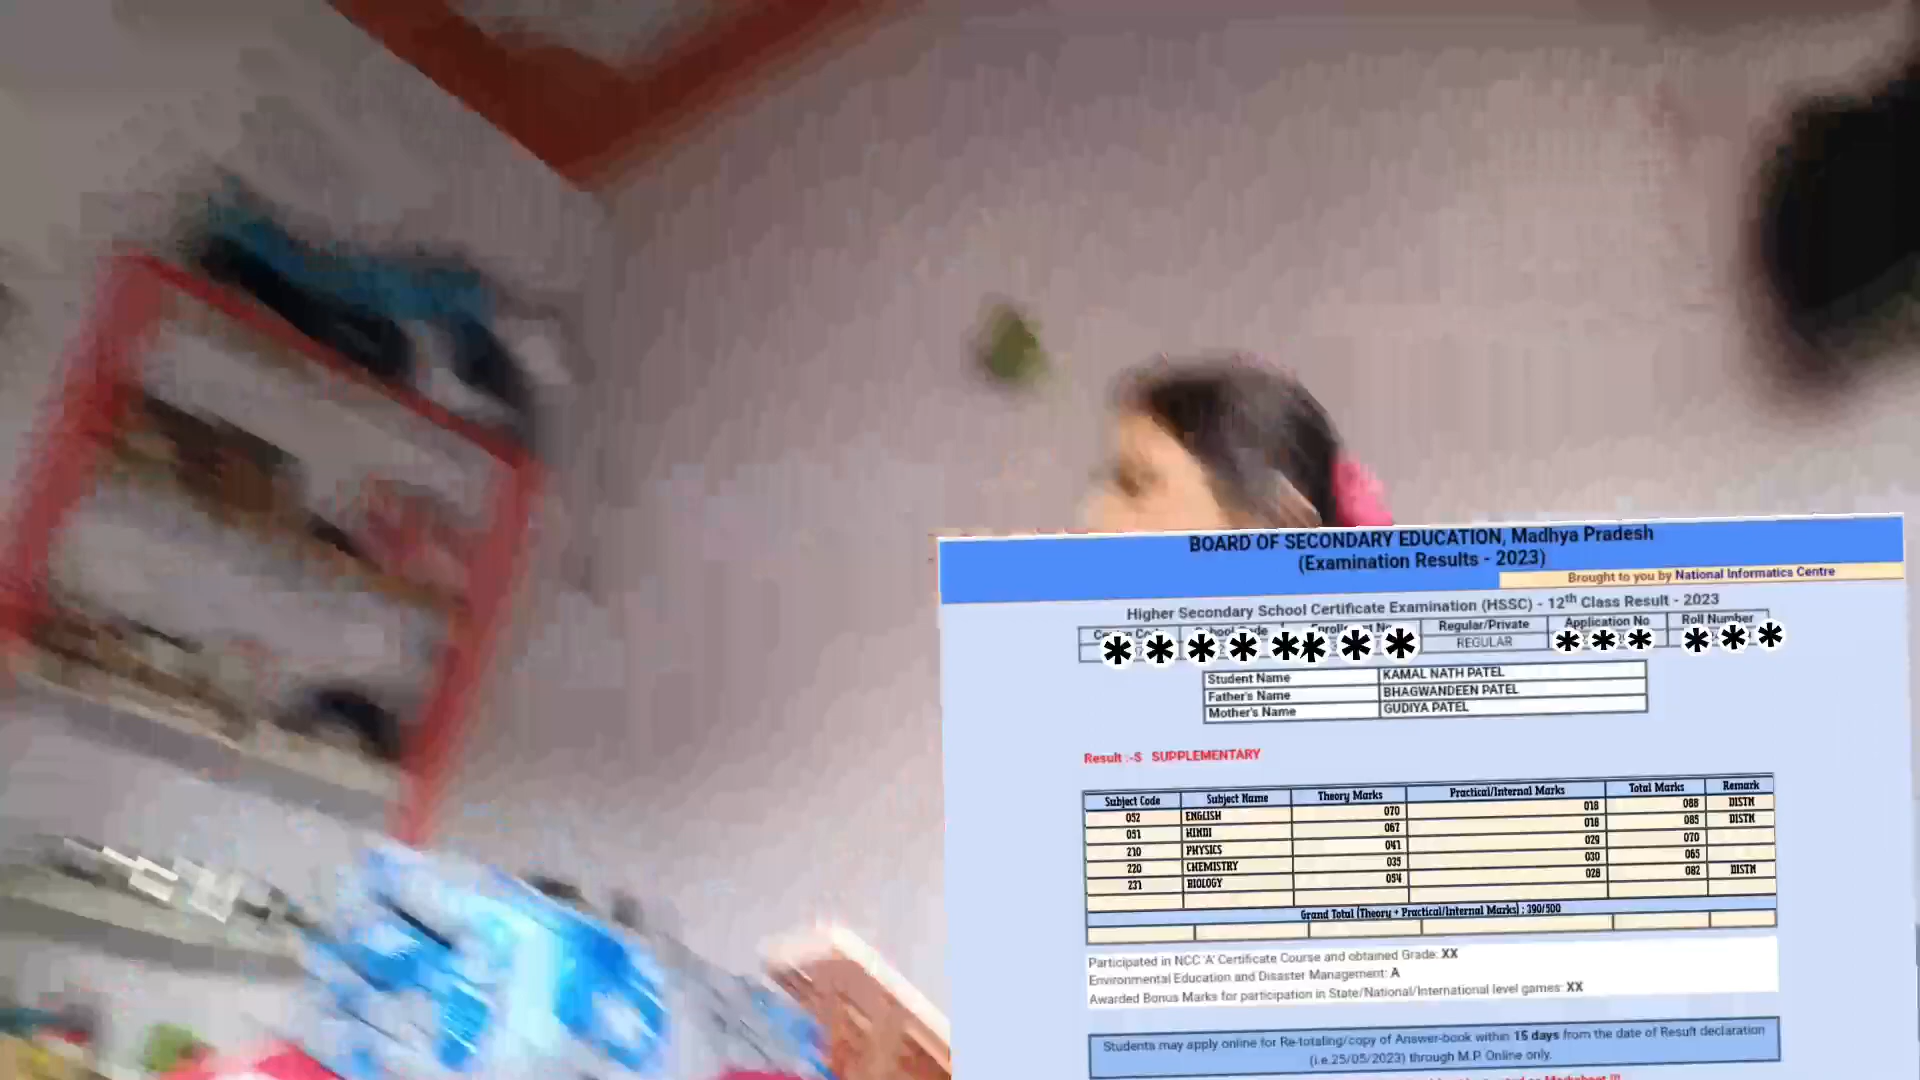 BOARD OF SECONDARY EDUCATION, Madhya Pradesh
(Examination Results - 2023)
Brought to you by National Informatics Centre
Higher Secondary School Certificate Examination (HSSC) - 12th Class Result - 2023
Regular/Private Application No Roll Number
REGULAR
Student Name KAMAL NATH PATEL
Father's Name BHAGWANDEEN PATEL
Mother's Name GUDIYA PATEL
Result :-S SUPPLEMENTARY
Subject Code Subject Name Theory Marks Practical/Internal Marks Total Marks Remark
052 ENGLISH 070 018 088 DISTN
051 HINDI 067 018 085 DISTN
210 PHYSICS 041 029 070
220 CHEMISTRY 035 030 065
231 BIOLOGY 054 028 082 DISTN
Grand Total (Theory + Practical/Internal Marks) : 390/500
Participated in NCC 'A' Certificate Course and obtained Grade: XX
Environmental Education and Disaster Management: A
Awarded Bonus Marks for participation in State/National/International level games: XX
Students may apply online for Re-totaling/copy of Answer-book within 15 days from the date of Result declaration
(i.e.25/05/2023) through M.P. Online only.